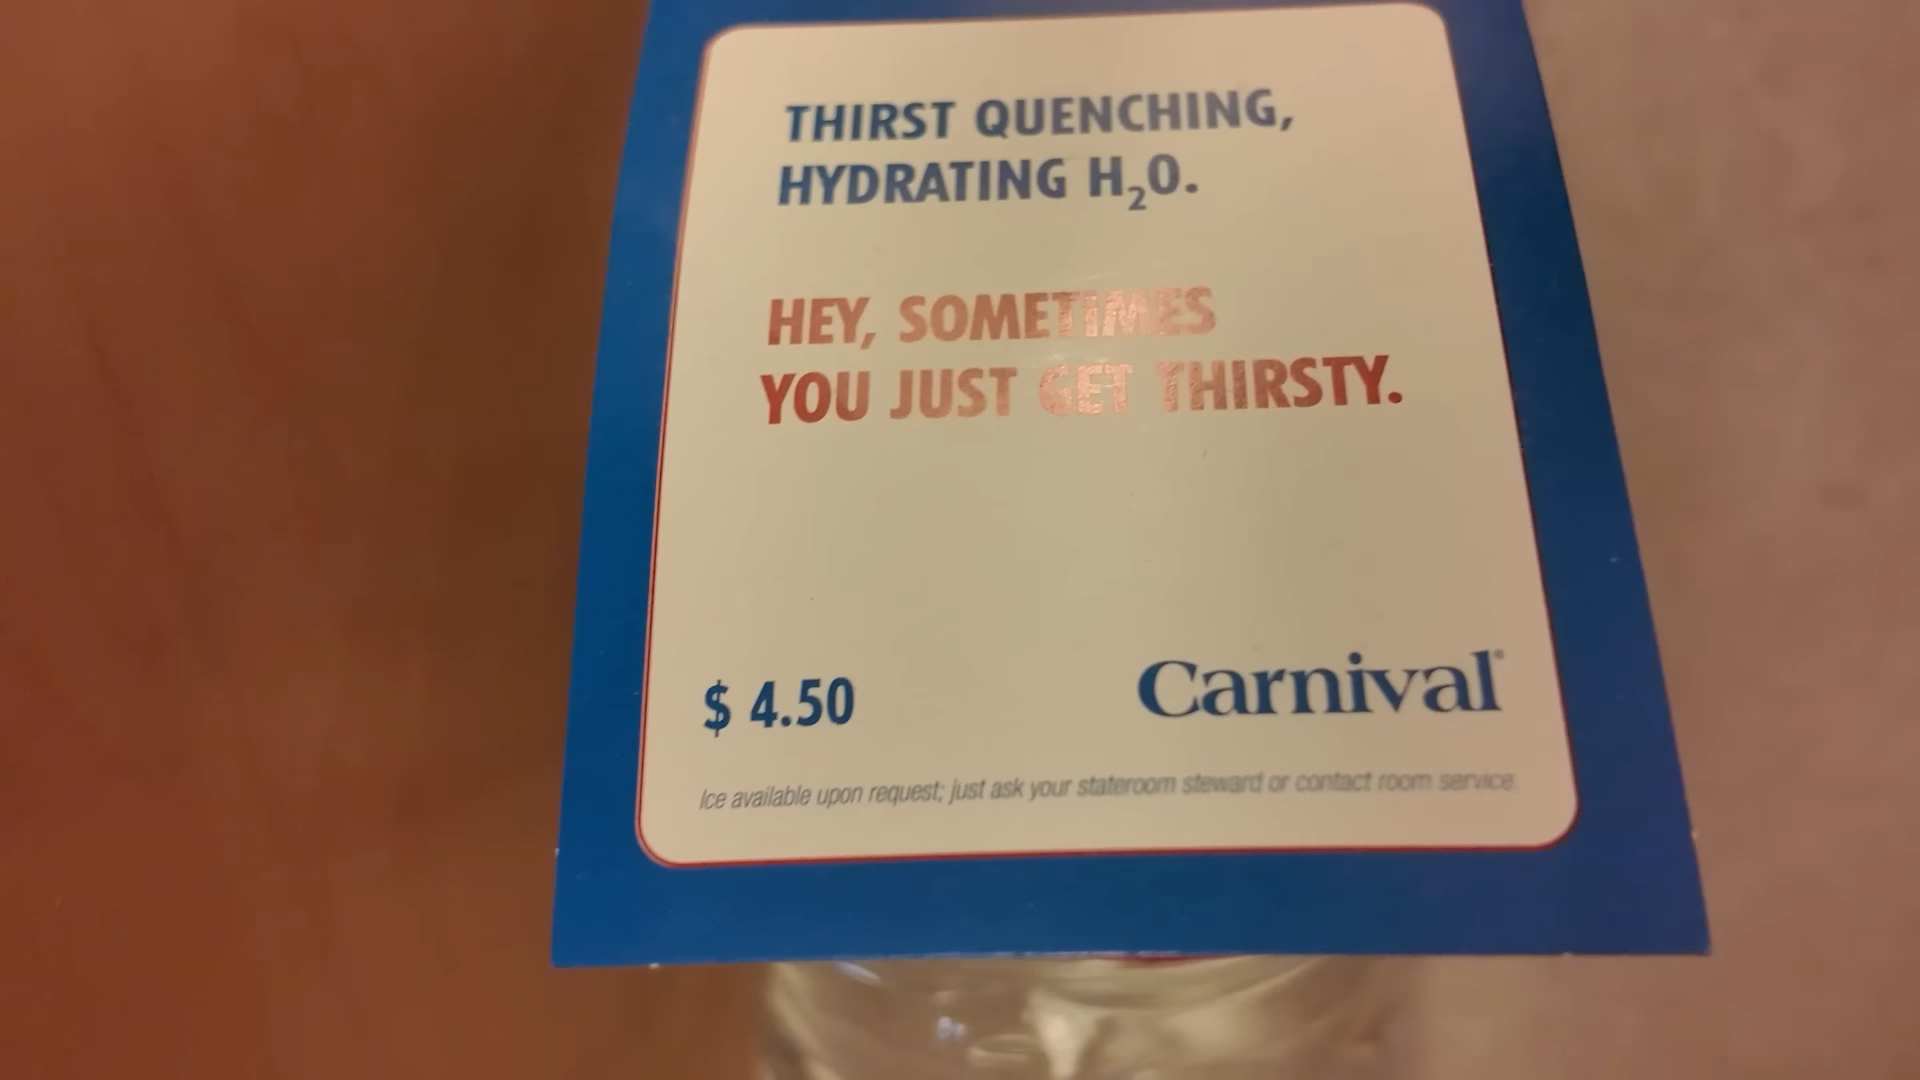 THIRST QUENCHING,
HYDRATING H₂O.
HEY, SOMETIMES
YOU JUST GET THIRSTY.
$ 4.50
Carnival®
Ice available upon request; just ask your stateroom steward or contact room service.